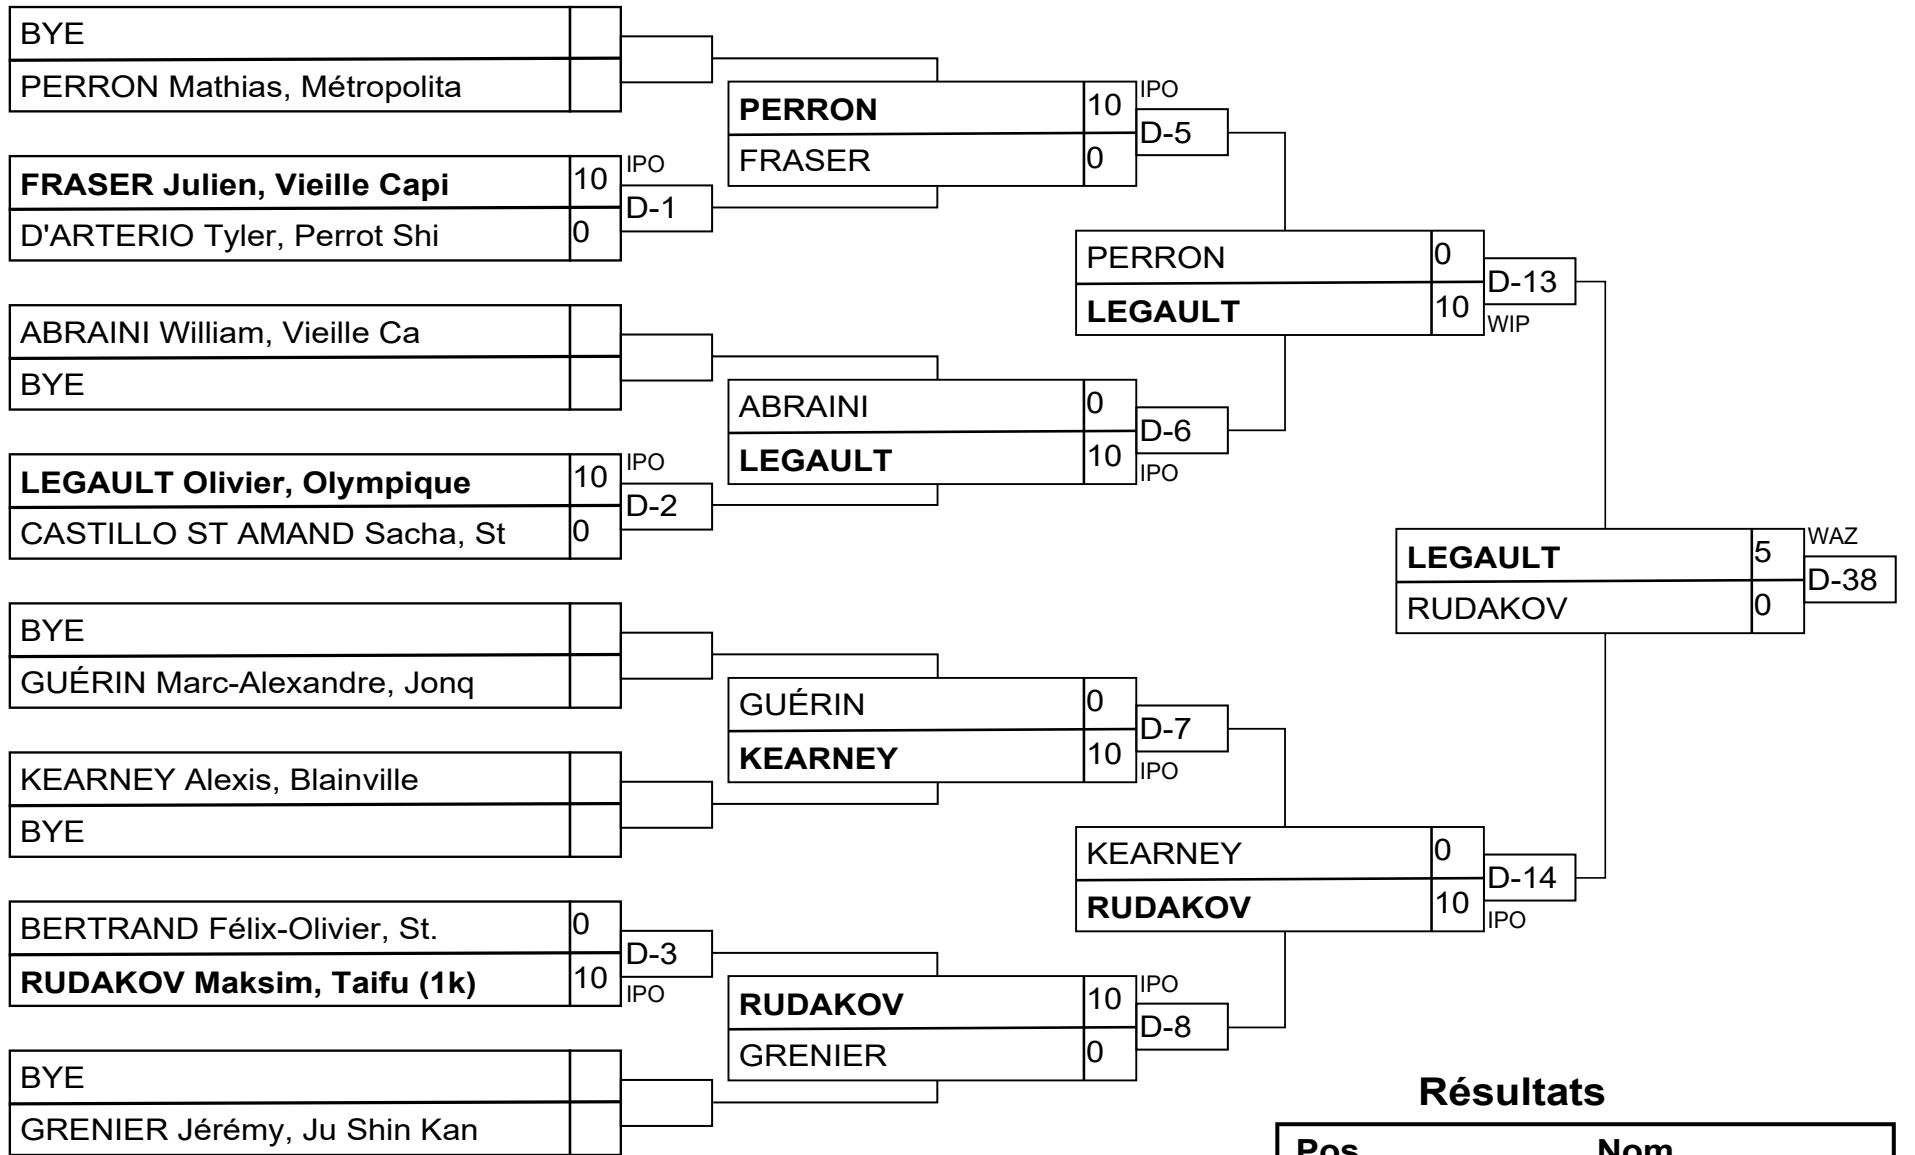 BYE
PERRON Mathias, Métropolita
FRASER Julien, Vieille Capi 10 IPO
D'ARTERIO Tyler, Perrot Shi 0
D-1
ABRAINI William, Vieille Ca
BYE
LEGAULT Olivier, Olympique 10 IPO
CASTILLO ST AMAND Sacha, St 0
D-2
BYE
GUÉRIN Marc-Alexandre, Jonq
KEARNEY Alexis, Blainville
BYE
BERTRAND Félix-Olivier, St. 0
RUDAKOV Maksim, Taifu (1k) 10 IPO
D-3
BYE
GRENIER Jérémy, Ju Shin Kan
PERRON 10 IPO
FRASER 0
D-5
ABRAINI 0
LEGAULT 10 IPO
D-6
GUÉRIN 0
KEARNEY 10 IPO
D-7
RUDAKOV 10 IPO
GRENIER 0
D-8
PERRON 0
LEGAULT 10 WIP
D-13
KEARNEY 0
RUDAKOV 10 IPO
D-14
LEGAULT 5 WAZ
RUDAKOV 0
D-38
Résultats
Pos Nom